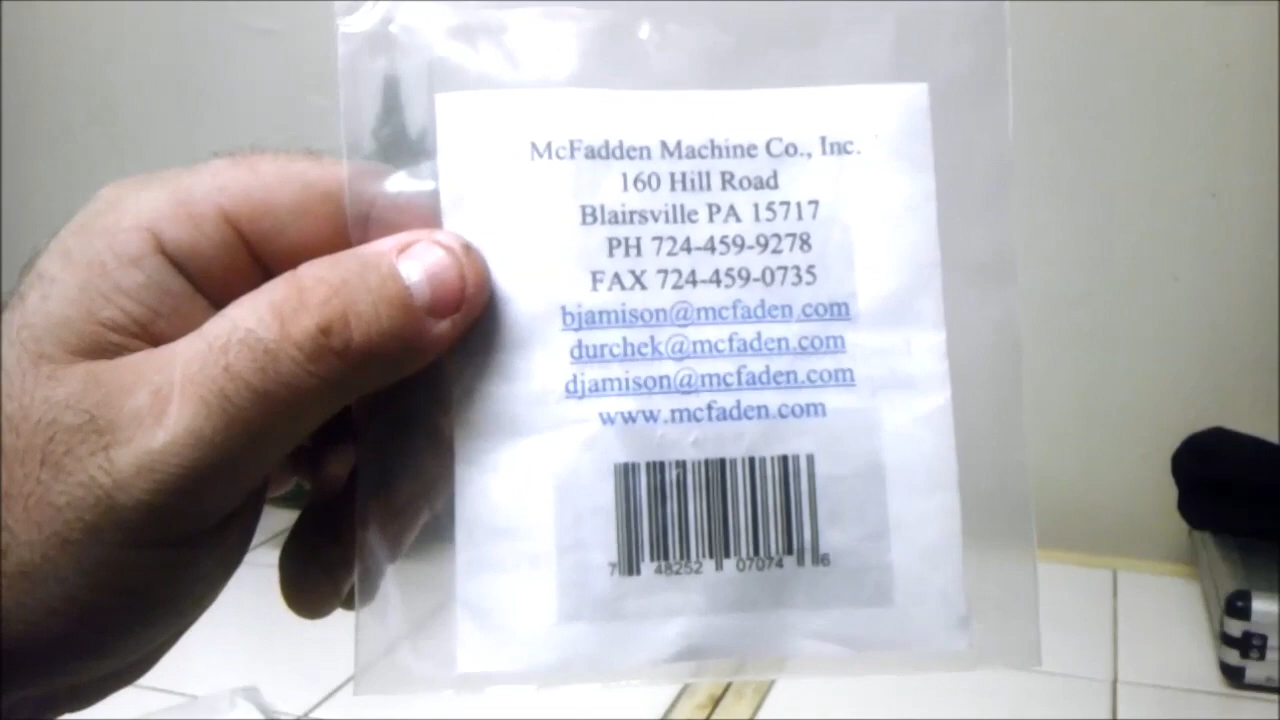 McFadden Machine Co., Inc.
160 Hill Road
Blairsville PA 15717
PH 724-459-9278
FAX 724-459-0735
bjamison@mcfaden.com
durchek@mcfaden.com
djamison@mcfaden.com
www.mcfaden.com
7 48252 07074 6